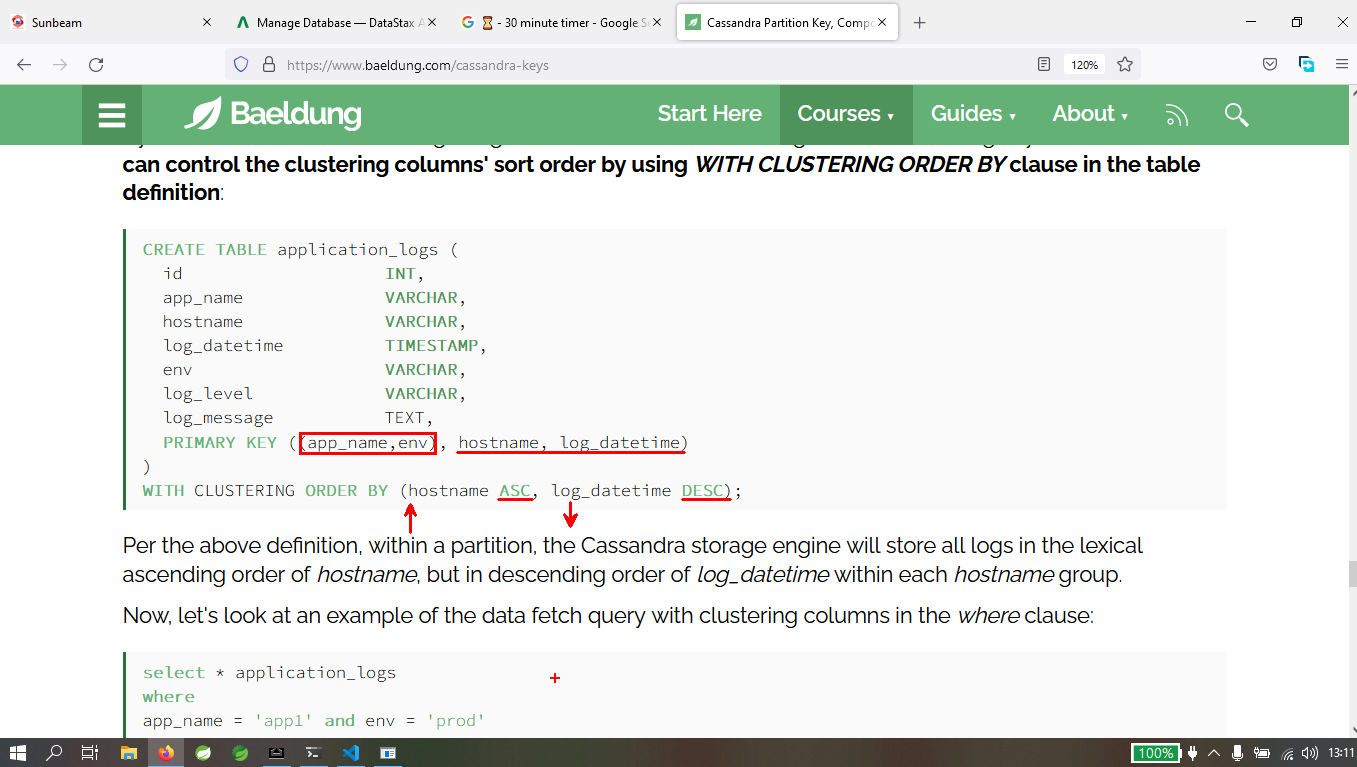 Sunbeam
Manage Database — DataStax A
- 30 minute timer - Google Se
Cassandra Partition Key, Compo
https://www.baeldung.com/cassandra-keys
120%
Baeldung
Start Here
Courses ▾
Guides ▾
About ▾
can control the clustering columns' sort order by using WITH CLUSTERING ORDER BY clause in the table
definition:
CREATE TABLE application_logs (
id INT,
app_name VARCHAR,
hostname VARCHAR,
log_datetime TIMESTAMP,
env VARCHAR,
log_level VARCHAR,
log_message TEXT,
PRIMARY KEY ((app_name,env), hostname, log_datetime)
)
WITH CLUSTERING ORDER BY (hostname ASC, log_datetime DESC);
Per the above definition, within a partition, the Cassandra storage engine will store all logs in the lexical
ascending order of hostname, but in descending order of log_datetime within each hostname group.
Now, let's look at an example of the data fetch query with clustering columns in the where clause:
select * application_logs
where
app_name = 'app1' and env = 'prod'
100%
13:11